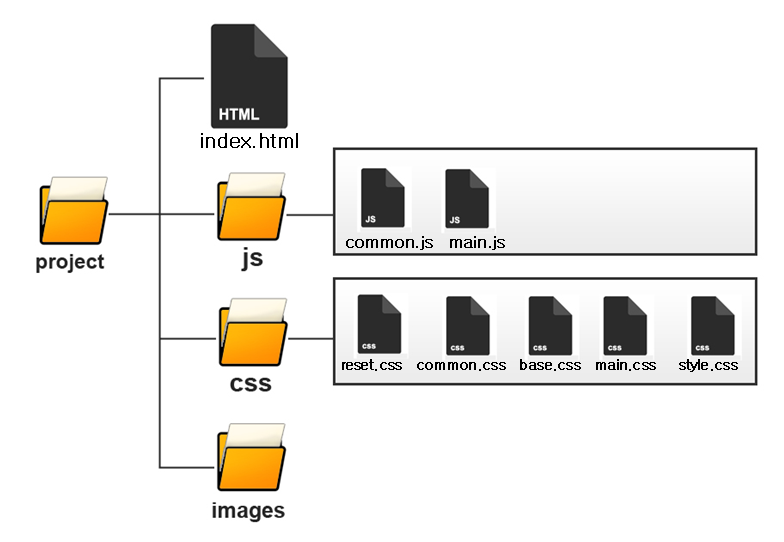 HTML
index.html
project
js
JS
JS
common.js main.js
css
css
css
css
css
css
reset.css common.css base.css main.css style.css
images